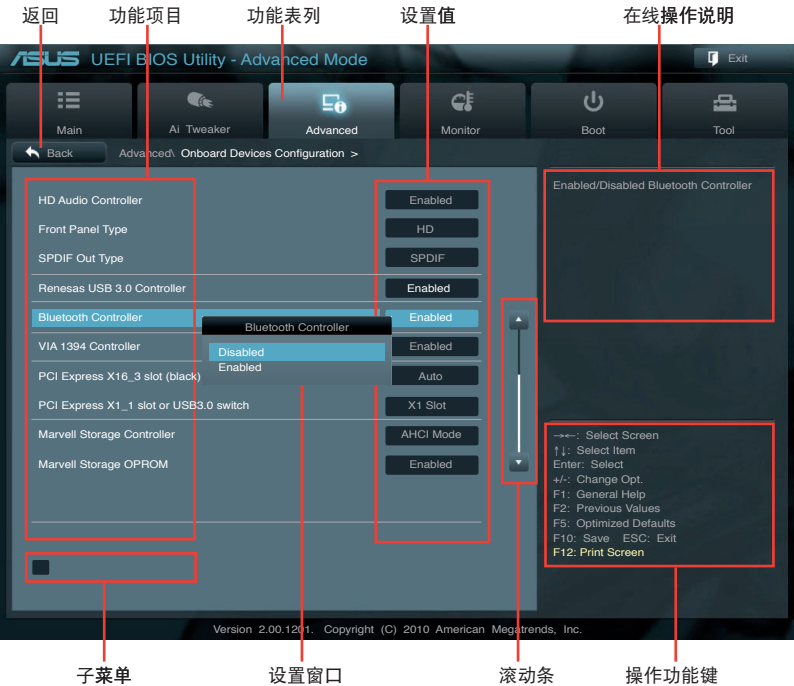 返回 功能项目 功能表列 设置值 在线操作说明
ASUS UEFI BIOS Utility - Advanced Mode Exit
Main Ai Tweaker Advanced Monitor Boot Tool
Back Advanced\ Onboard Devices Configuration >
Enabled/Disabled Bluetooth Controller
HD Audio Controller Enabled
Front Panel Type HD
SPDIF Out Type SPDIF
Renesas USB 3.0 Controller Enabled
Bluetooth Controller Enabled
Bluetooth Controller
VIA 1394 Controller Enabled
Disabled
Enabled
PCI Express X16_3 slot (black) Auto
PCI Express X1_1 slot or USB3.0 switch X1 Slot
Marvell Storage Controller AHCI Mode
Marvell Storage OPROM Enabled
→←: Select Screen
↑↓: Select Item
Enter: Select
+/-: Change Opt.
F1: General Help
F2: Previous Values
F5: Optimized Defaults
F10: Save ESC: Exit
F12: Print Screen
Version 2.00.1201. Copyright (C) 2010 American Megatrends, Inc.
子菜单 设置窗口 滚动条 操作功能键